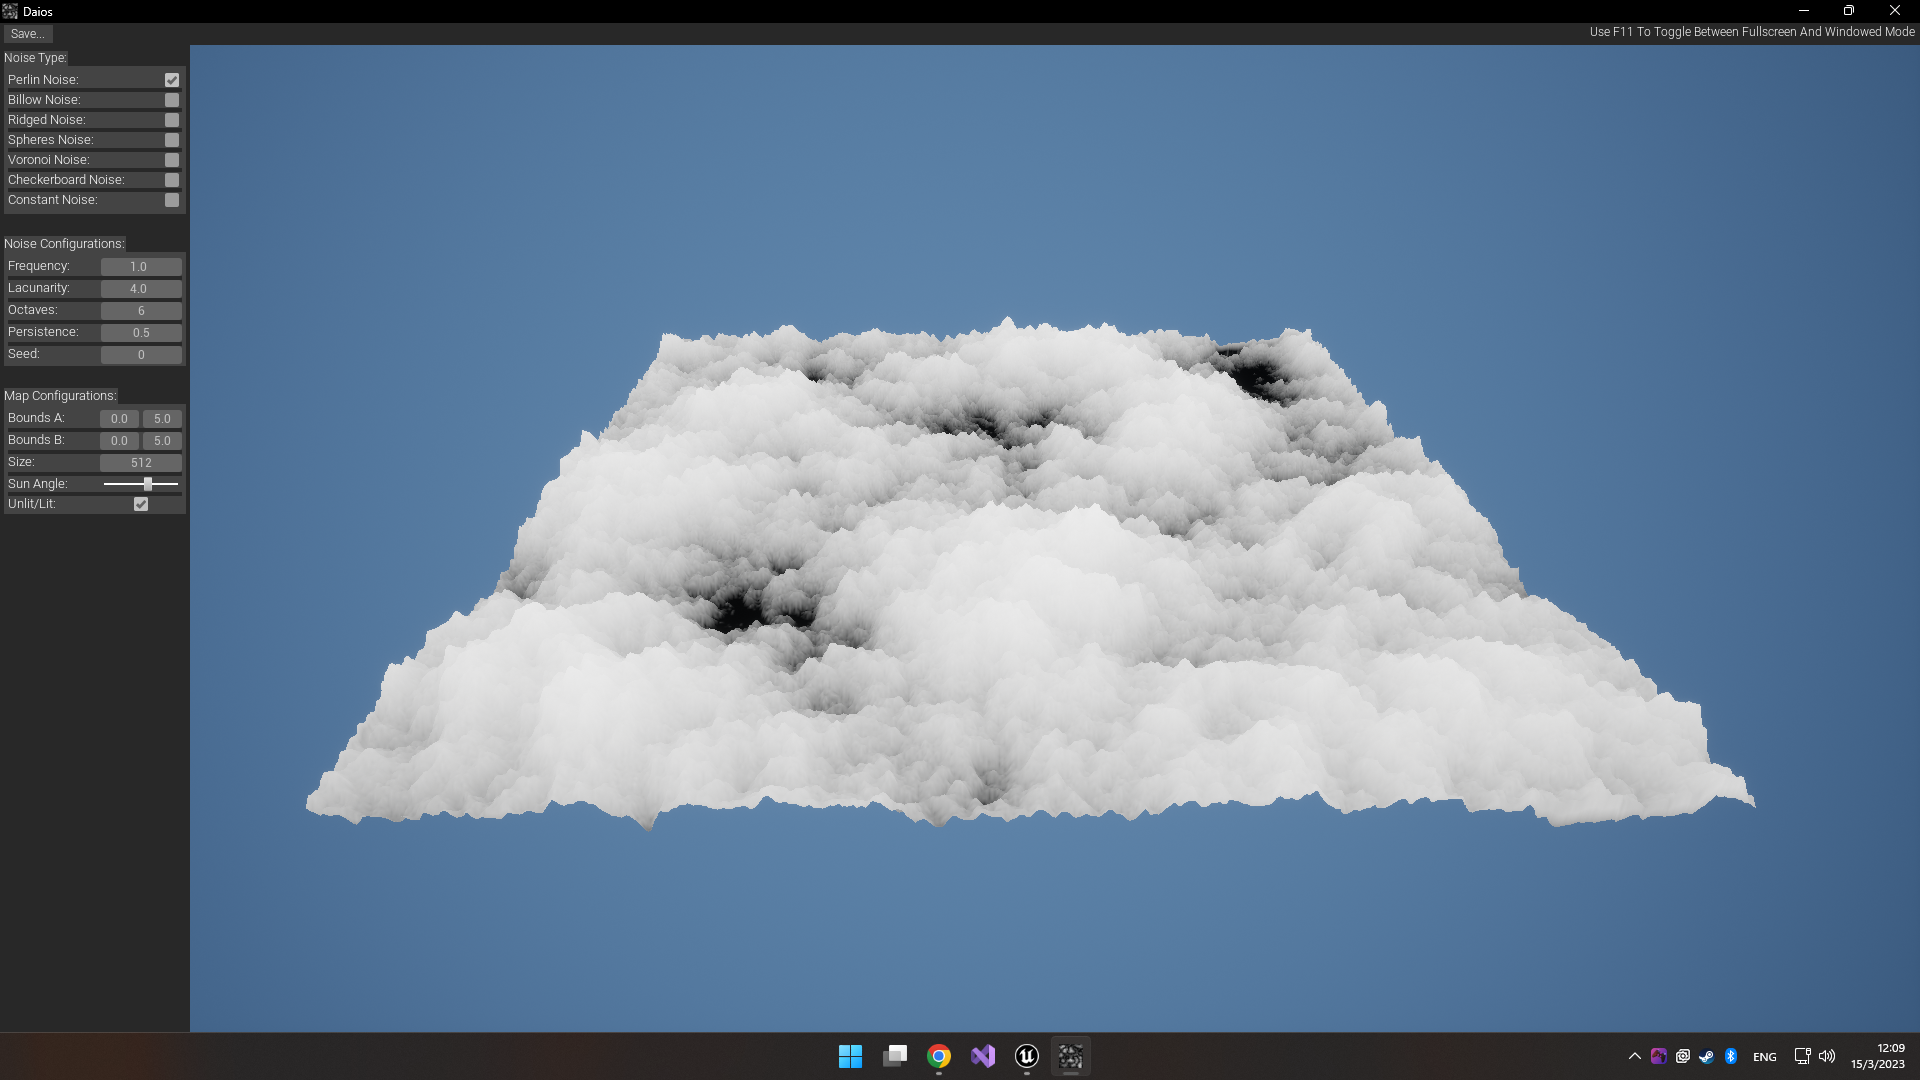 Daios
Save...
Use F11 To Toggle Between Fullscreen And Windowed Mode
Noise Type:
Perlin Noise:
Billow Noise:
Ridged Noise:
Spheres Noise:
Voronoi Noise:
Checkerboard Noise:
Constant Noise:
Noise Configurations:
Frequency: 1.0
Lacunarity: 4.0
Octaves: 6
Persistence: 0.5
Seed: 0
Map Configurations:
Bounds A: 0.0 5.0
Bounds B: 0.0 5.0
Size: 512
Sun Angle:
Unlit/Lit:
ENG
12:09
15/3/2023